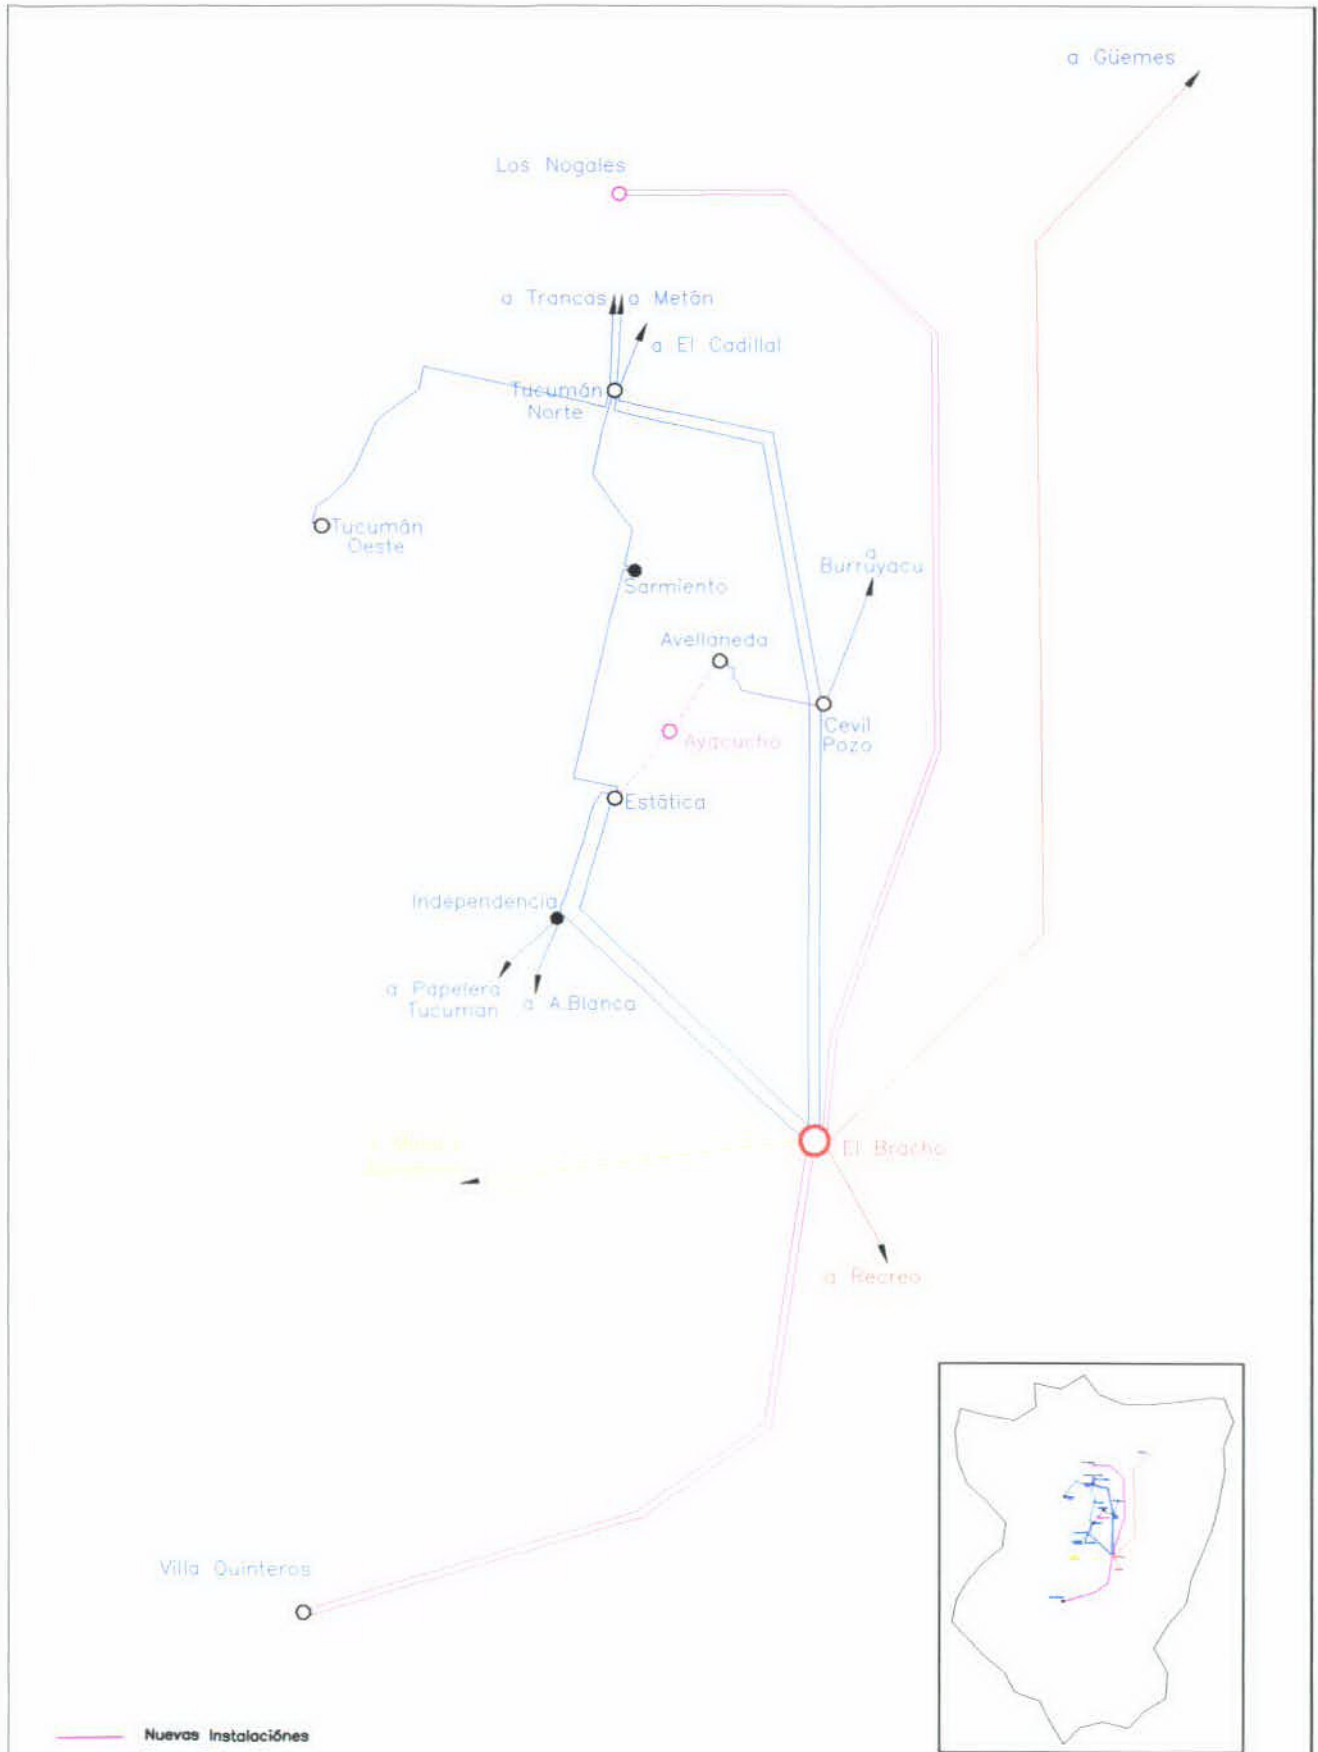 a Güemes
Los Nogales
a Trancas
a Metán
a El Cadillal
Tucumán
Norte
Tucumán
Oeste
a
Burruyacu
Sarmiento
Avellaneda
Cevil
Pozo
Ayacucho
Estática
Independencia
a Papelera
Tucuman
a A.Blanca
El Bracho
a Recreo
Villa Quinteros
Nuevas Instalaciónes